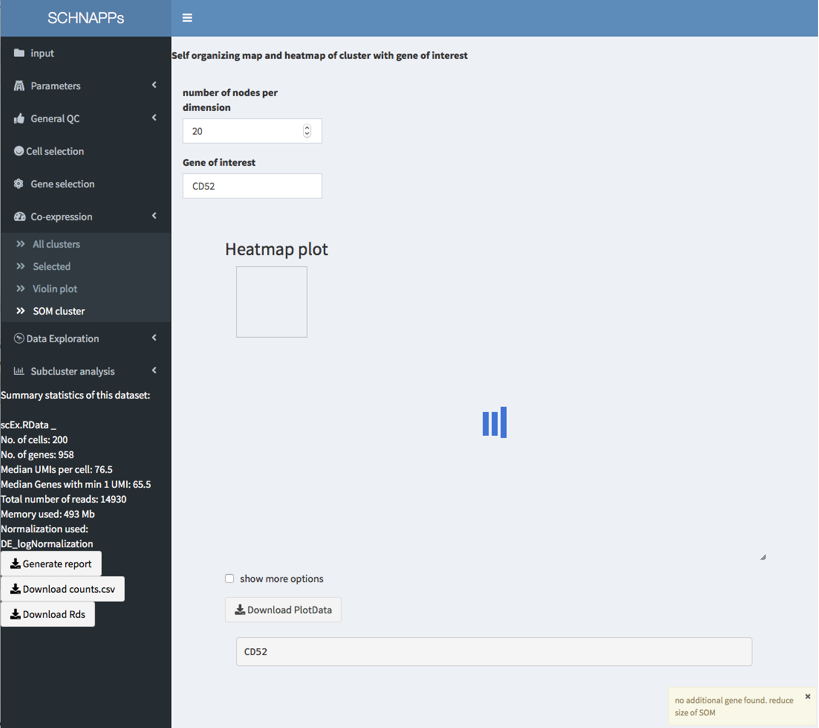 SCHNAPPs
input
Parameters
General QC
Cell selection
Gene selection
Co-expression
All clusters
Selected
Violin plot
SOM cluster
Data Exploration
Subcluster analysis
Summary statistics of this dataset:
scEx.RData _
No. of cells: 200
No. of genes: 958
Median UMIs per cell: 76.5
Median Genes with min 1 UMI: 65.5
Total number of reads: 14930
Memory used: 493 Mb
Normalization used:
DE_logNormalization
Generate report
Download counts.csv
Download Rds
Self organizing map and heatmap of cluster with gene of interest
number of nodes per
dimension
20
Gene of interest
CD52
Heatmap plot
show more options
Download PlotData
CD52
no additional gene found. reduce
size of SOM